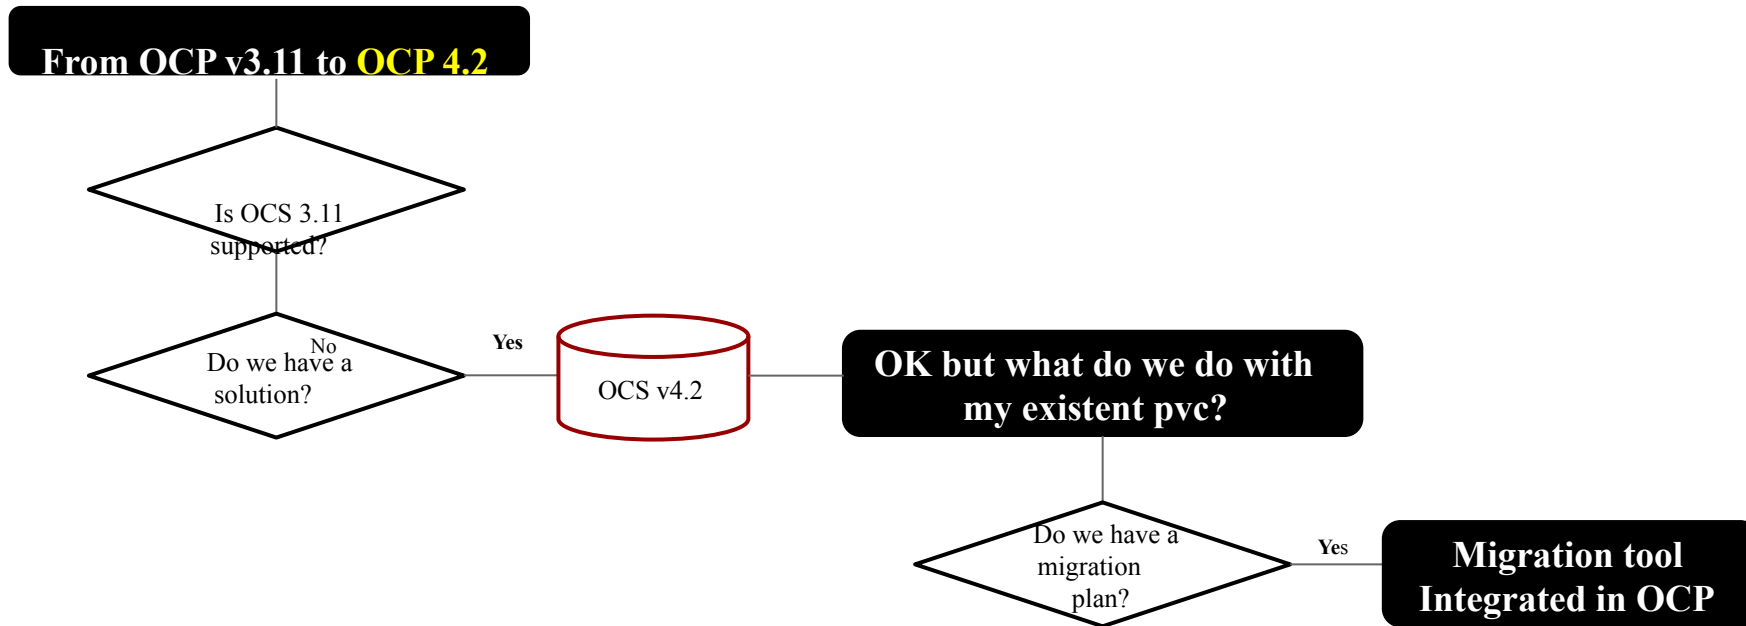 From OCP v3.11 to OCP 4.2
Is OCS 3.11
supported?
No
Do we have a
solution?
Yes
OCS v4.2
OK but what do we do with
my existent pvc?
Do we have a
migration
plan?
Yes
Migration tool
Integrated in OCP